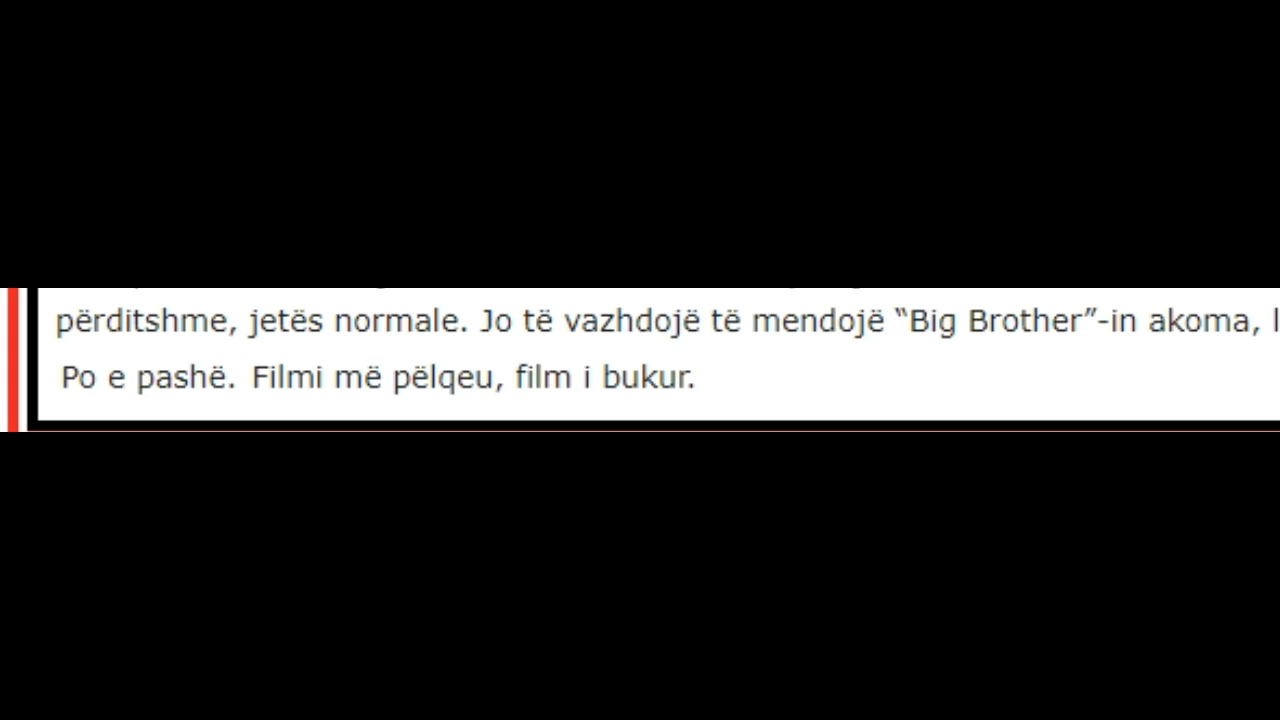 përditshme, jetës normale. Jo të vazhdojë të mendojë “Big Brother”-in akoma,
Po e pashë. Filmi më pëlqeu, film i bukur.